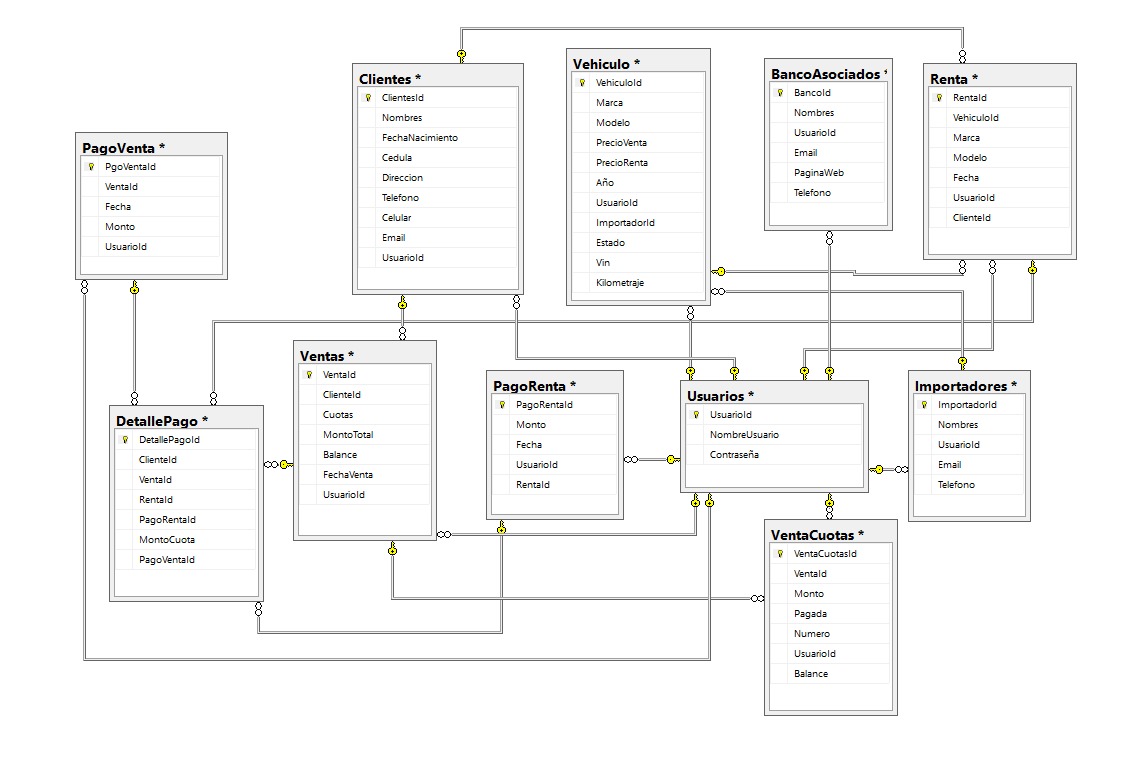 Clientes *
ClientesId
Nombres
FechaNacimiento
Cedula
Direccion
Telefono
Celular
Email
UsuarioId
Vehiculo *
VehiculoId
Marca
Modelo
PrecioVenta
PrecioRenta
Año
UsuarioId
ImportadorId
Estado
Vin
Kilometraje
BancoAsociados *
BancoId
Nombres
UsuarioId
Email
PaginaWeb
Telefono
Renta *
RentaId
VehiculoId
Marca
Modelo
Fecha
UsuarioId
ClienteId
PagoVenta *
PgoVentaId
VentaId
Fecha
Monto
UsuarioId
DetallePago *
DetallePagoId
ClienteId
VentaId
RentaId
PagoRentaId
MontoCuota
PagoVentaId
Ventas *
VentaId
ClienteId
Cuotas
MontoTotal
Balance
FechaVenta
UsuarioId
PagoRenta *
PagoRentaId
Monto
Fecha
UsuarioId
RentaId
Usuarios *
UsuarioId
NombreUsuario
Contraseña
Importadores *
ImportadorId
Nombres
UsuarioId
Email
Telefono
VentaCuotas *
VentaCuotasId
VentaId
Monto
Pagada
Numero
UsuarioId
Balance